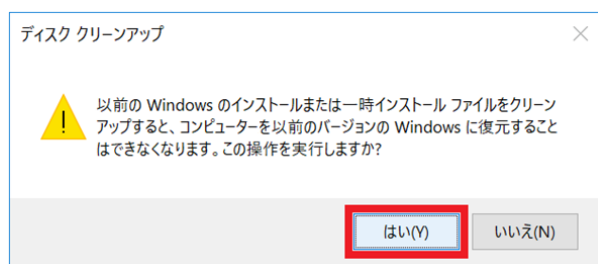 ディスク クリーンアップ
以前の Windows のインストールまたは一時インストール ファイルをクリーン
アップすると、コンピューターを以前のバージョンの Windows に復元すること
はできなくなります。この操作を実行しますか?
はい(Y) いいえ(N)